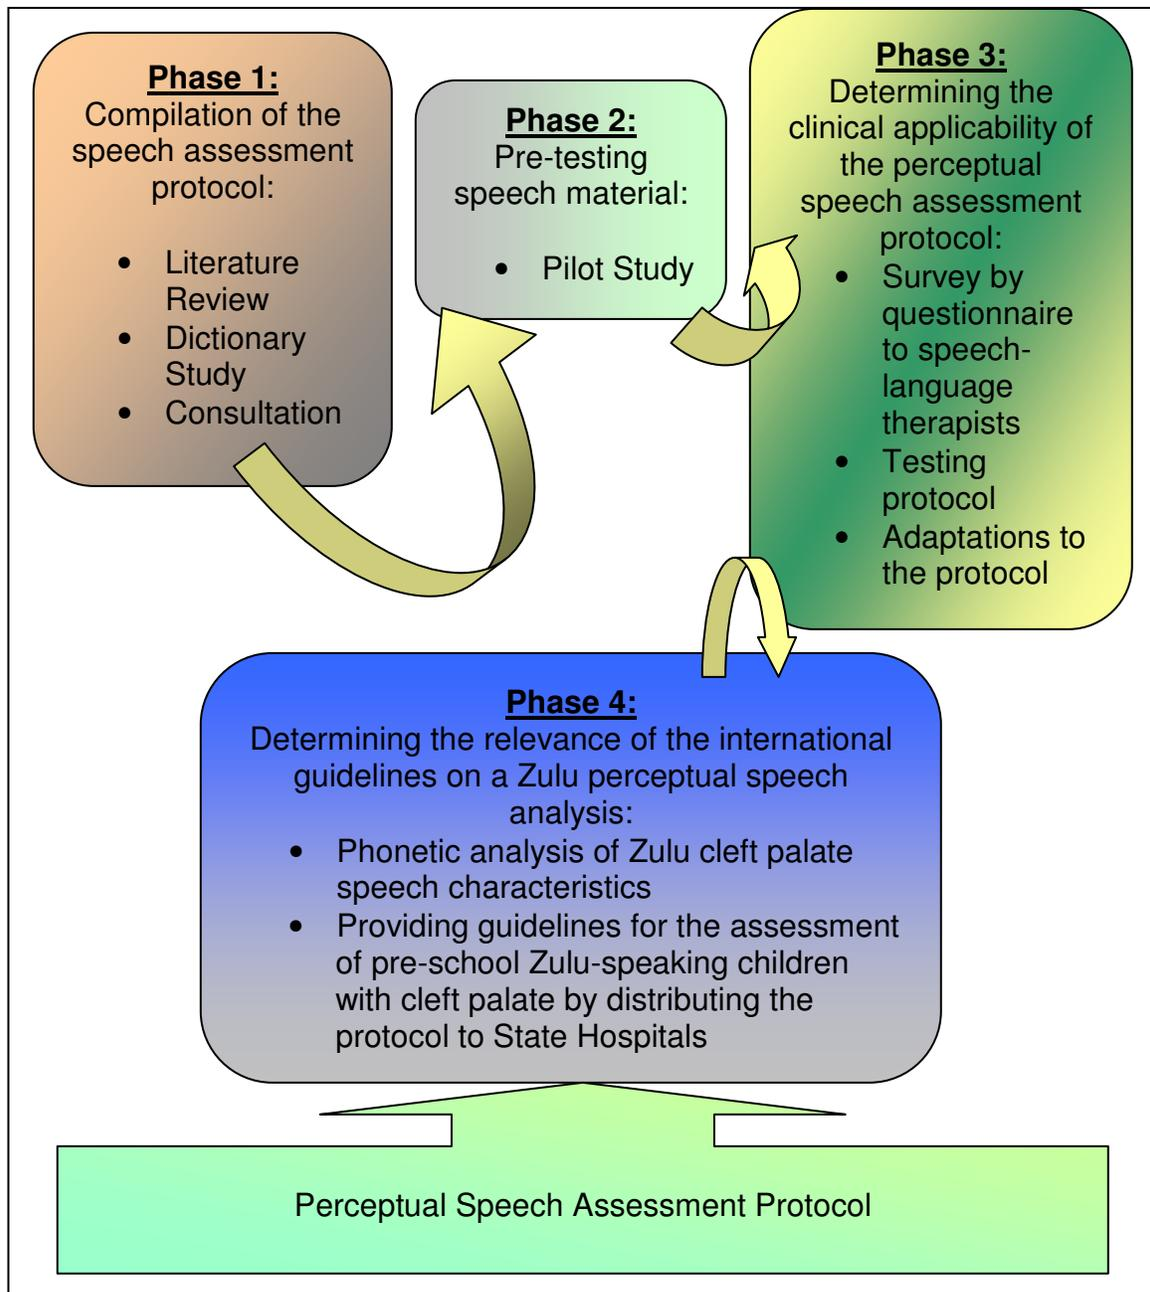 Phase 1:
Compilation of the
speech assessment
protocol:
• Literature
Review
• Dictionary
Study
• Consultation
Phase 2:
Pre-testing
speech material:
• Pilot Study
Phase 3:
Determining the
clinical applicability of
the perceptual
speech assessment
protocol:
• Survey by
questionnaire
to speech-
language
therapists
• Testing
protocol
• Adaptations to
the protocol
Phase 4:
Determining the relevance of the international
guidelines on a Zulu perceptual speech
analysis:
• Phonetic analysis of Zulu cleft palate
speech characteristics
• Providing guidelines for the assessment
of pre-school Zulu-speaking children
with cleft palate by distributing the
protocol to State Hospitals
Perceptual Speech Assessment Protocol